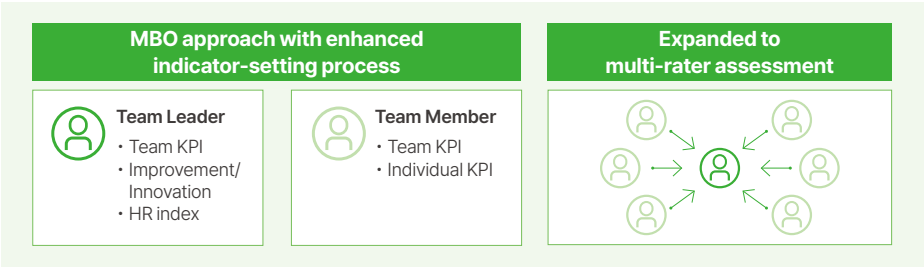 MBO approach with enhanced
indicator-setting process
Team Leader
• Team KPI
• Improvement/
Innovation
• HR index
Team Member
• Team KPI
• Individual KPI
Expanded to
multi-rater assessment